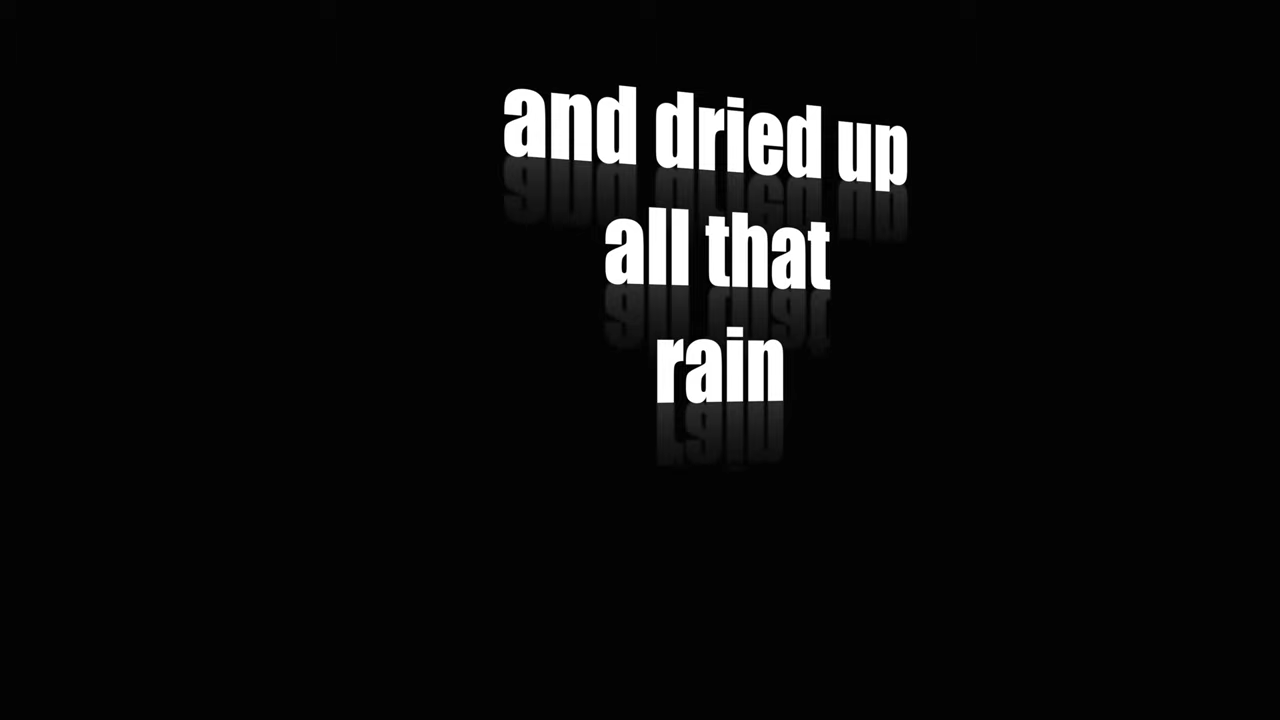 and dried up
all that
rain